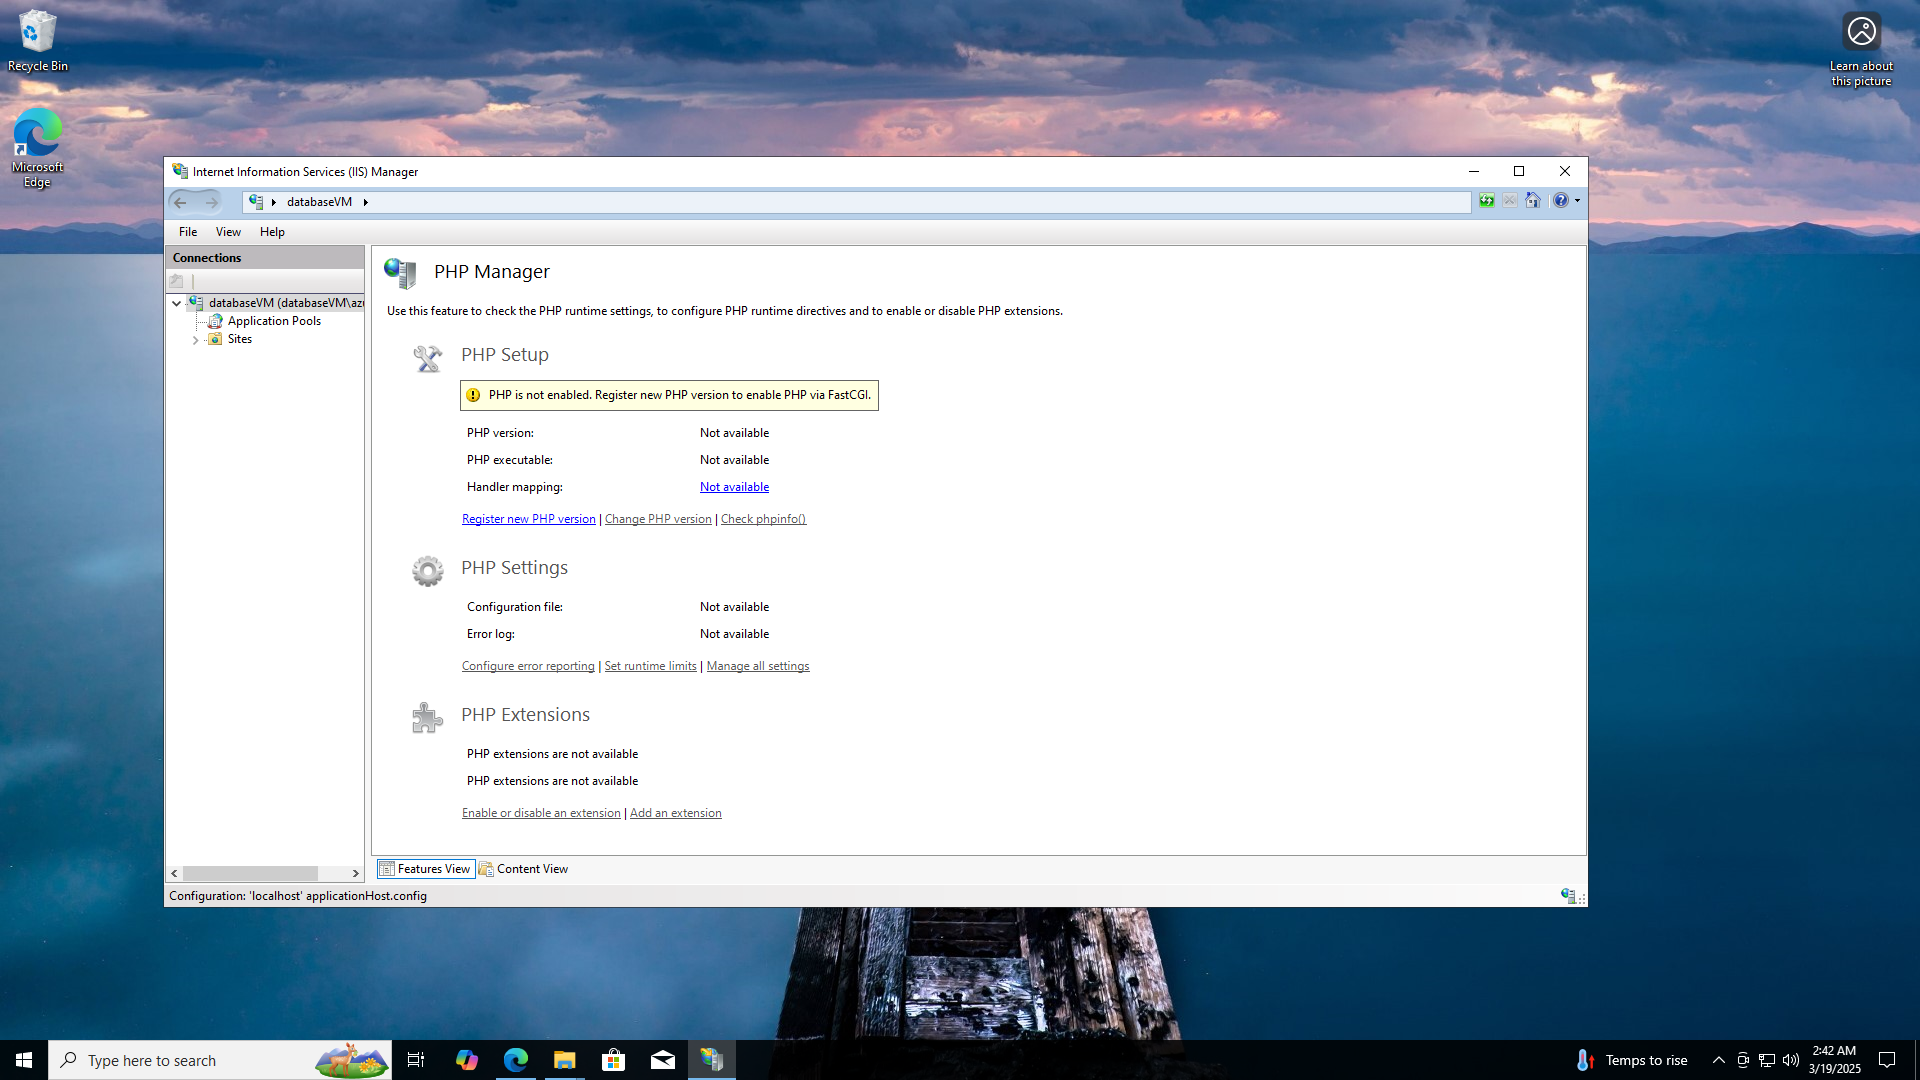 Recycle Bin
Microsoft
Edge
Learn about
this picture
Internet Information Services (IIS) Manager
databaseVM
File View Help
Connections
databaseVM (databaseVM\azu
Application Pools
Sites
PHP Manager
Use this feature to check the PHP runtime settings, to configure PHP runtime directives and to enable or disable PHP extensions.
PHP Setup
PHP is not enabled. Register new PHP version to enable PHP via FastCGI.
PHP version: Not available
PHP executable: Not available
Handler mapping: Not available
Register new PHP version | Change PHP version | Check phpinfo()
PHP Settings
Configuration file: Not available
Error log: Not available
Configure error reporting | Set runtime limits | Manage all settings
PHP Extensions
PHP extensions are not available
PHP extensions are not available
Enable or disable an extension | Add an extension
Features View Content View
Configuration: 'localhost' applicationHost.config
Type here to search
Temps to rise
2:42 AM
3/19/2025